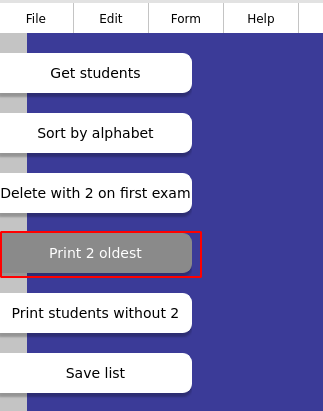 File Edit Form Help
Get students
Sort by alphabet
Delete with 2 on first exam
Print 2 oldest
Print students without 2
Save list